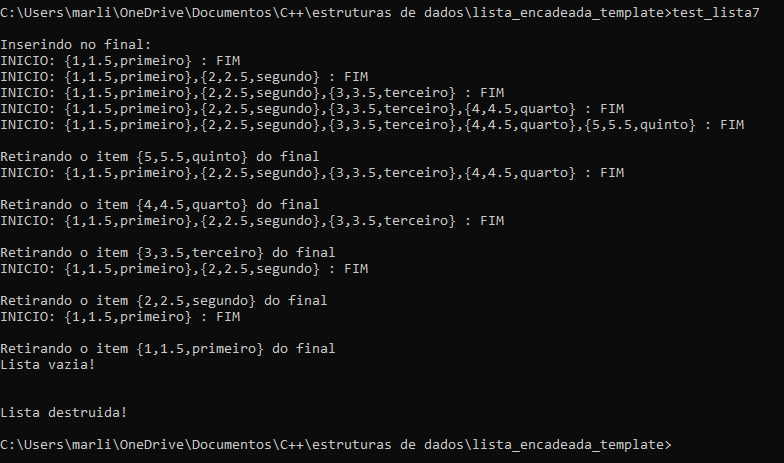 C:\Users\marli\OneDrive\Documentos\C++\estruturas de dados\lista_encadeada_template>test_lista7
Inserindo no final:
INICIO: {1,1.5,primeiro} : FIM
INICIO: {1,1.5,primeiro},{2,2.5,segundo} : FIM
INICIO: {1,1.5,primeiro},{2,2.5,segundo},{3,3.5,terceiro} : FIM
INICIO: {1,1.5,primeiro},{2,2.5,segundo},{3,3.5,terceiro},{4,4.5,quarto} : FIM
INICIO: {1,1.5,primeiro},{2,2.5,segundo},{3,3.5,terceiro},{4,4.5,quarto},{5,5.5,quinto} : FIM
Retirando o item {5,5.5,quinto} do final
INICIO: {1,1.5,primeiro},{2,2.5,segundo},{3,3.5,terceiro},{4,4.5,quarto} : FIM
Retirando o item {4,4.5,quarto} do final
INICIO: {1,1.5,primeiro},{2,2.5,segundo},{3,3.5,terceiro} : FIM
Retirando o item {3,3.5,terceiro} do final
INICIO: {1,1.5,primeiro},{2,2.5,segundo} : FIM
Retirando o item {2,2.5,segundo} do final
INICIO: {1,1.5,primeiro} : FIM
Retirando o item {1,1.5,primeiro} do final
Lista vazia!
Lista destruida!
C:\Users\marli\OneDrive\Documentos\C++\estruturas de dados\lista_encadeada_template>